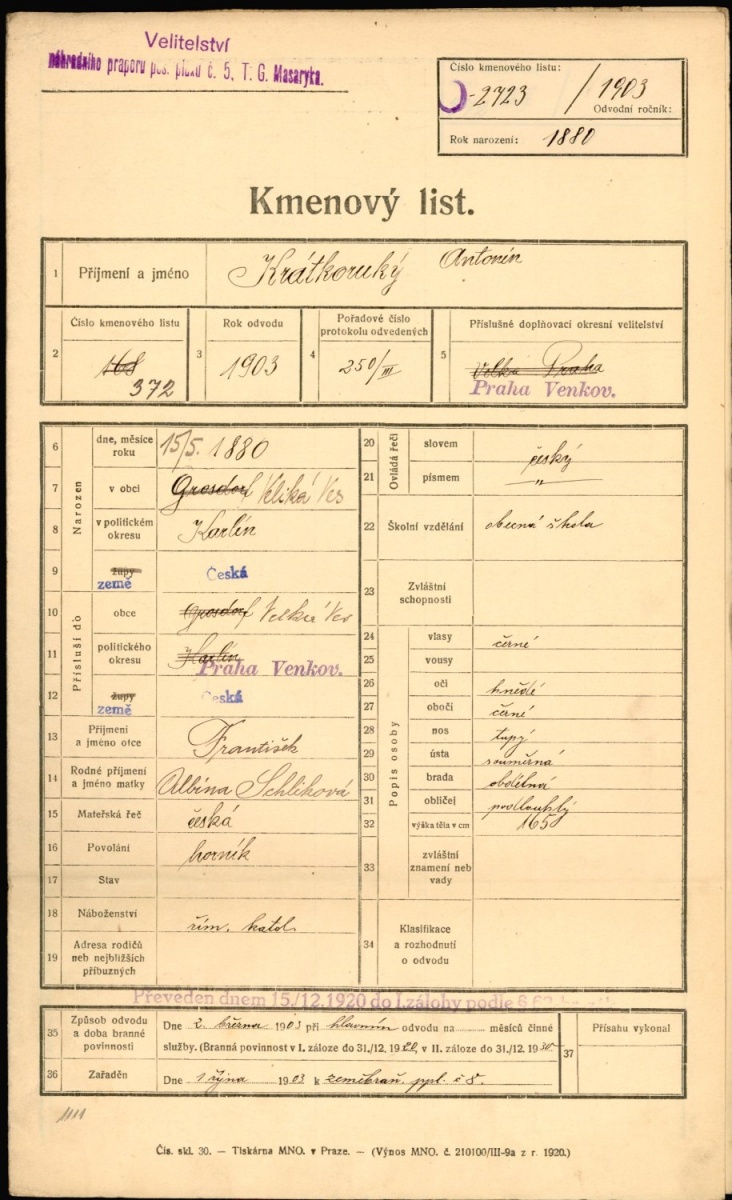 Velitelství
náhradního praporu pěš. pluku č. 5, T. G. Masaryka.
Číslo kmenového listu:
2723 / 1903
Odvodní ročník:
Rok narození: 1880
Kmenový list.
1 Příjmení a jméno Krátkoruký Antonín
2 Číslo kmenového listu 168 372
3 Rok odvodu 1903
4 Pořadové číslo protokolu odvedených 250/III
5 Příslušné doplňovací okresní velitelství Velká Praha
Praha Venkov.
Narozen
6 dne, měsíce roku 15/5. 1880
7 v obci Grosdorf Veliká Ves
8 v politickém okresu Karlín
9 župy země Česká
Přísluší do
10 obce Grosdorf Velká Ves
11 politického okresu Karlín
Praha Venkov.
12 župy země Česká
13 Příjmení a jméno otce František
14 Rodné příjmení a jméno matky Albina Schliková
15 Mateřská řeč česká
16 Povolání horník
17 Stav
18 Náboženství řím. katol.
19 Adresa rodičů neb nejbližších příbuzných
Ovládá řeči
20 slovem český
21 písmem "
22 Školní vzdělání obecná škola
23 Zvláštní schopnosti
Popis osoby
24 vlasy černé
25 vousy
26 oči hnědé
27 obočí černé
28 nos tupý
29 ústa souměrná
30 brada
31 obličej podlouhlý
32 výška těla v cm 165
33 zvláštní znamení neb vady
34 Klasifikace a rozhodnutí o odvodu
Převeden dnem 15./12.1920 do I.zálohy podle §
35 Způsob odvodu a doba branné povinnosti
Dne 2. března 1903 při hlavním odvodu na měsíců činné
služby. (Branná povinnost v I. záloze do 31./12. 1920, v II. záloze do 31./12. 1930
36 Zařaděn Dne 1 října 1903 k zeměbran. ppl. č 8.
37 Přísahu vykonal
Čís. skl. 30. — Tiskárna MNO. v Praze. — (Výnos MNO. č. 210100/III-9a z r. 1920.)